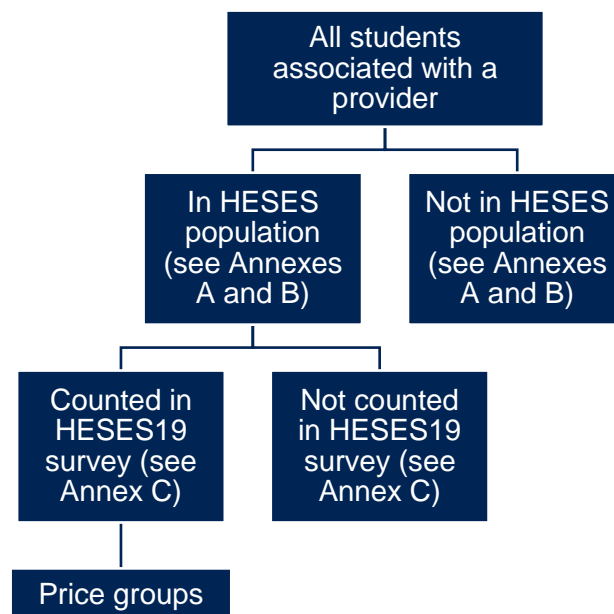 All students
associated with a
provider
In HESES
population
(see Annexes
A and B)
Not in HESES
population
(see Annexes
A and B)
Counted in
HESES19
survey (see
Annex C)
Not counted
in HESES19
survey (see
Annex C)
Price groups